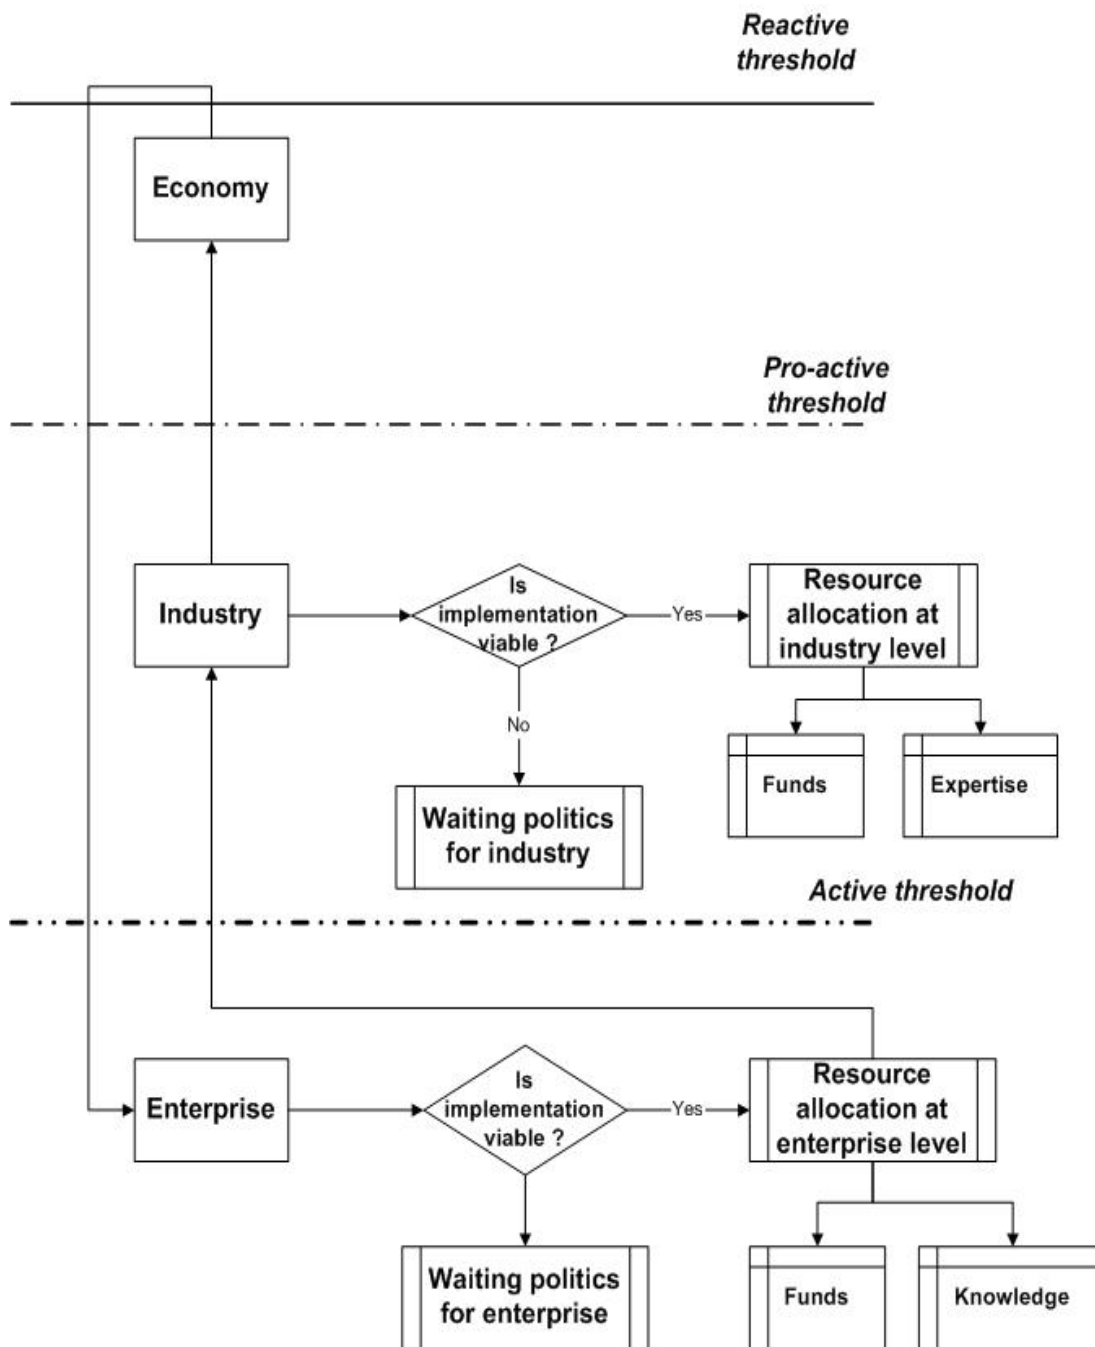 Reactive
threshold
Economy
Pro-active
threshold
Industry
Is
implementation
viable ?
Yes
Resource
allocation at
industry level
No
Funds
Expertise
Waiting politics
for industry
Active threshold
Enterprise
Is
implementation
viable ?
Yes
Resource
allocation at
enterprise level
Waiting politics
for enterprise
Funds
Knowledge